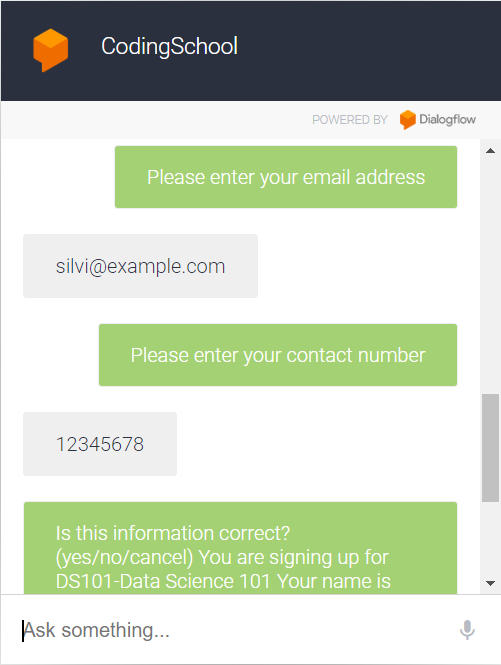 CodingSchool
POWERED BY Dialogflow
Please enter your email address
silvi@example.com
Please enter your contact number
12345678
Is this information correct?
(yes/no/cancel) You are signing up for
DS101-Data Science 101 Your name is
Ask something...